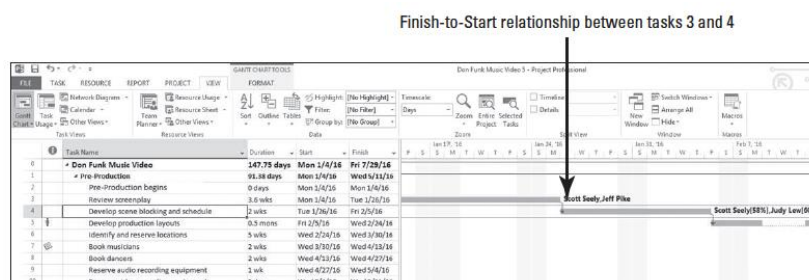 Finish-to-Start relationship between tasks 3 and 4
GANTT CHART TOOLS
Don Funk Music Video 3 - Project Professional
FILE TASK RESOURCE REPORT PROJECT VIEW FORMAT
Network Diagram Resource Usage Highlight: [No Highlight] Timescale: Timeline Switch Windows
Calendar Resource Sheet Filter: [No Filter] Days Details Arrange All
Gantt Chart Task Usage Other Views Team Planner Other Views Sort Outline Tables Group by: [No Group] Zoom Entire Project Selected Tasks New Window Hide Macros
Task Views Resource Views Data Zoom Split View Window Macros
Task Name Duration Start Finish
Jan 17, '16 Jan 24, '16 Jan 31, '16 Feb 7, '16
F S S M T W T F S S M W T F S S M T W T F S S M T W T
0 Don Funk Music Video 147.75 days Mon 1/4/16 Fri 7/29/16
1 Pre-Production 91.38 days Mon 1/4/16 Wed 5/11/16
2 Pre-Production begins 0 days Mon 1/4/16 Mon 1/4/16
3 Review screenplay 3.6 wks Mon 1/4/16 Tue 1/26/16 Scott Seely,Jeff Pike
4 Develop scene blocking and schedule 2 wks Tue 1/26/16 Fri 2/5/16 Scott Seely[58%],Judy Lew[6
5 Develop production layouts 0.5 mons Fri 2/5/16 Wed 2/24/16
6 Identify and reserve locations 5 wks Wed 2/24/16 Wed 3/30/16
7 Book musicians 2 wks Wed 3/30/16 Wed 4/13/16
8 Book dancers 2 wks Wed 4/13/16 Wed 4/27/16
9 Reserve audio recording equipment 1 wk Wed 4/27/16 Wed 5/4/16